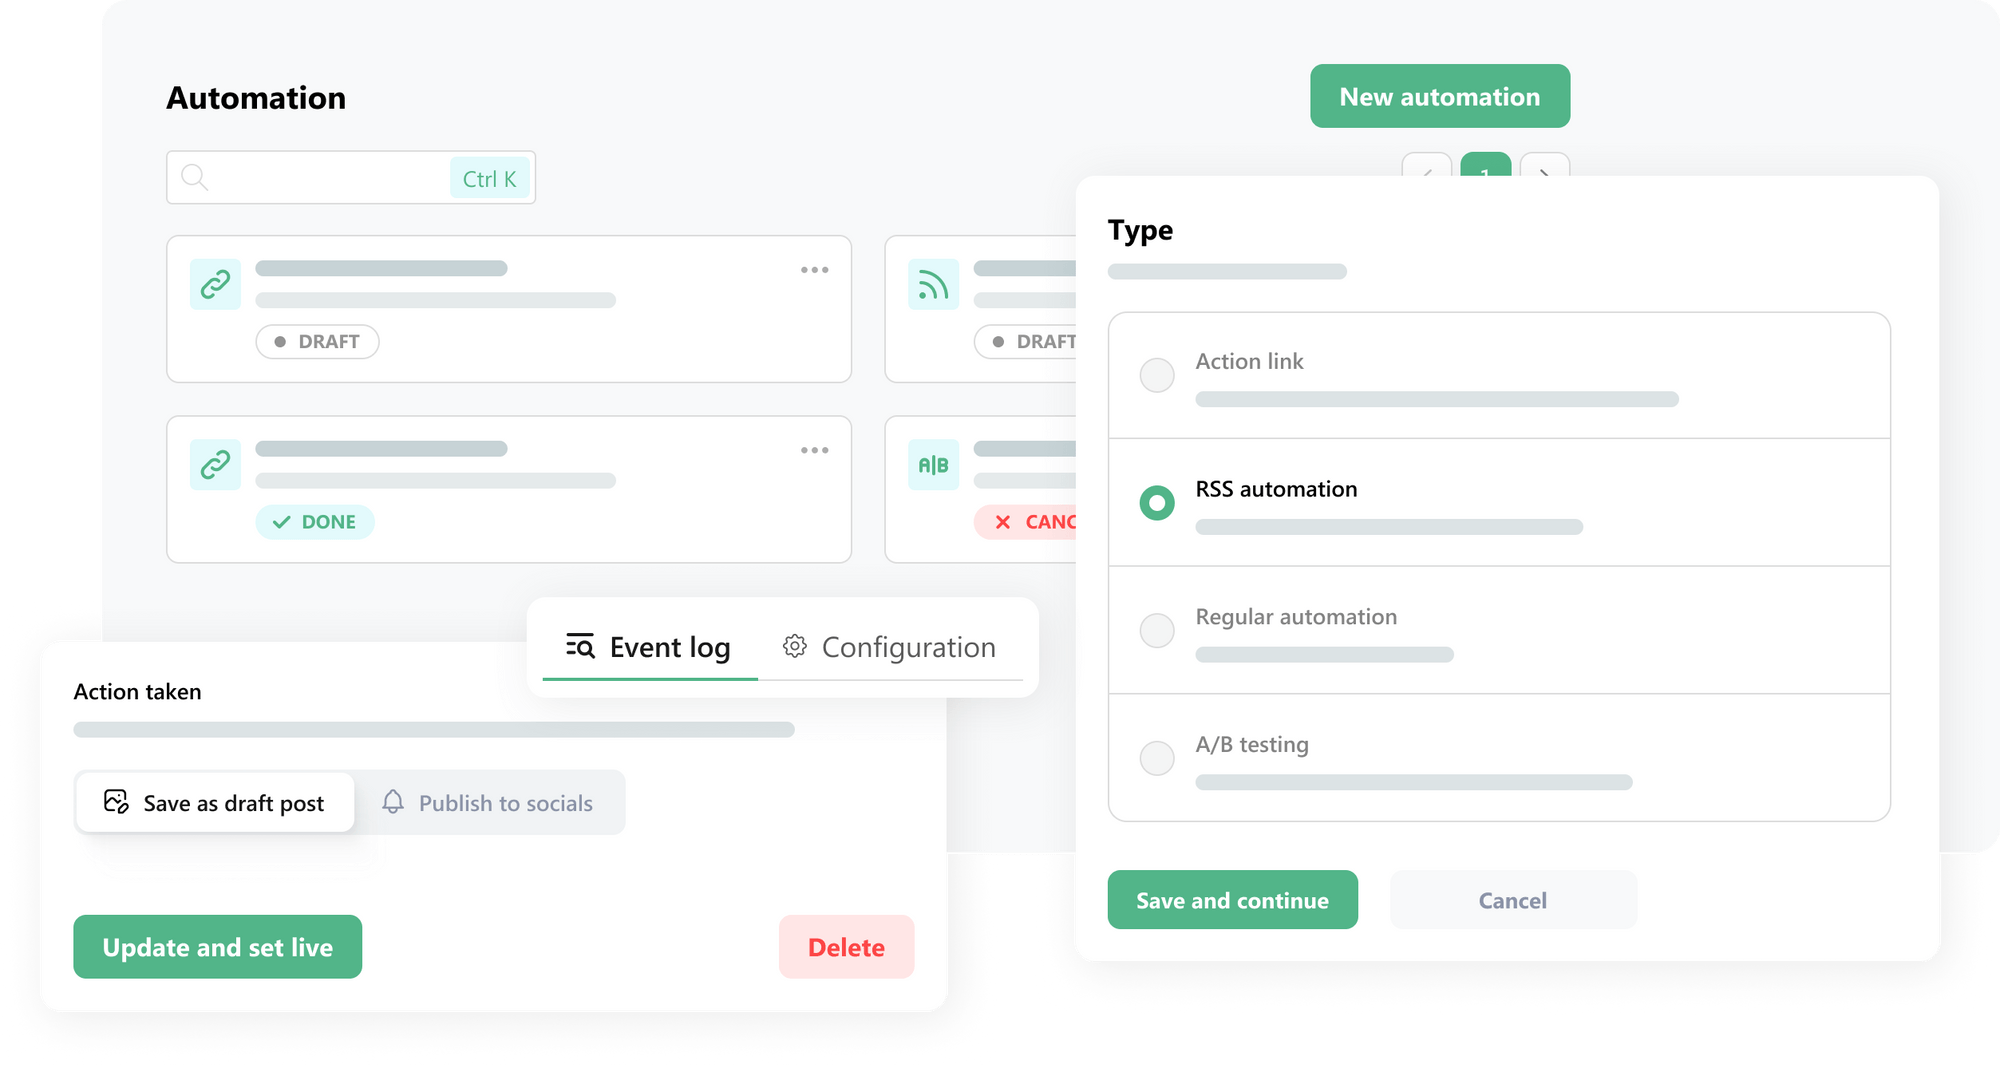 Automation
New automation
Ctrl K
1
Type
DRAFT
DRAFT
Action link
A|B
RSS automation
DONE
CANC
Regular automation
Event log
Configuration
Action taken
A/B testing
Save as draft post
Publish to socials
Save and continue
Cancel
Update and set live
Delete